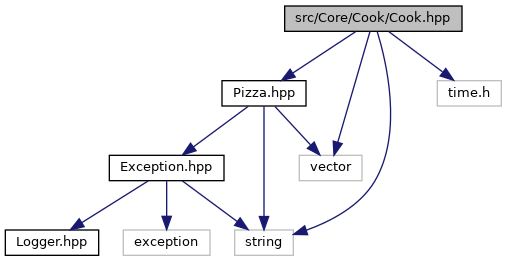 src/Core/Cook/Cook.hpp
Pizza.hpp
time.h
Exception.hpp
vector
Logger.hpp
exception
string